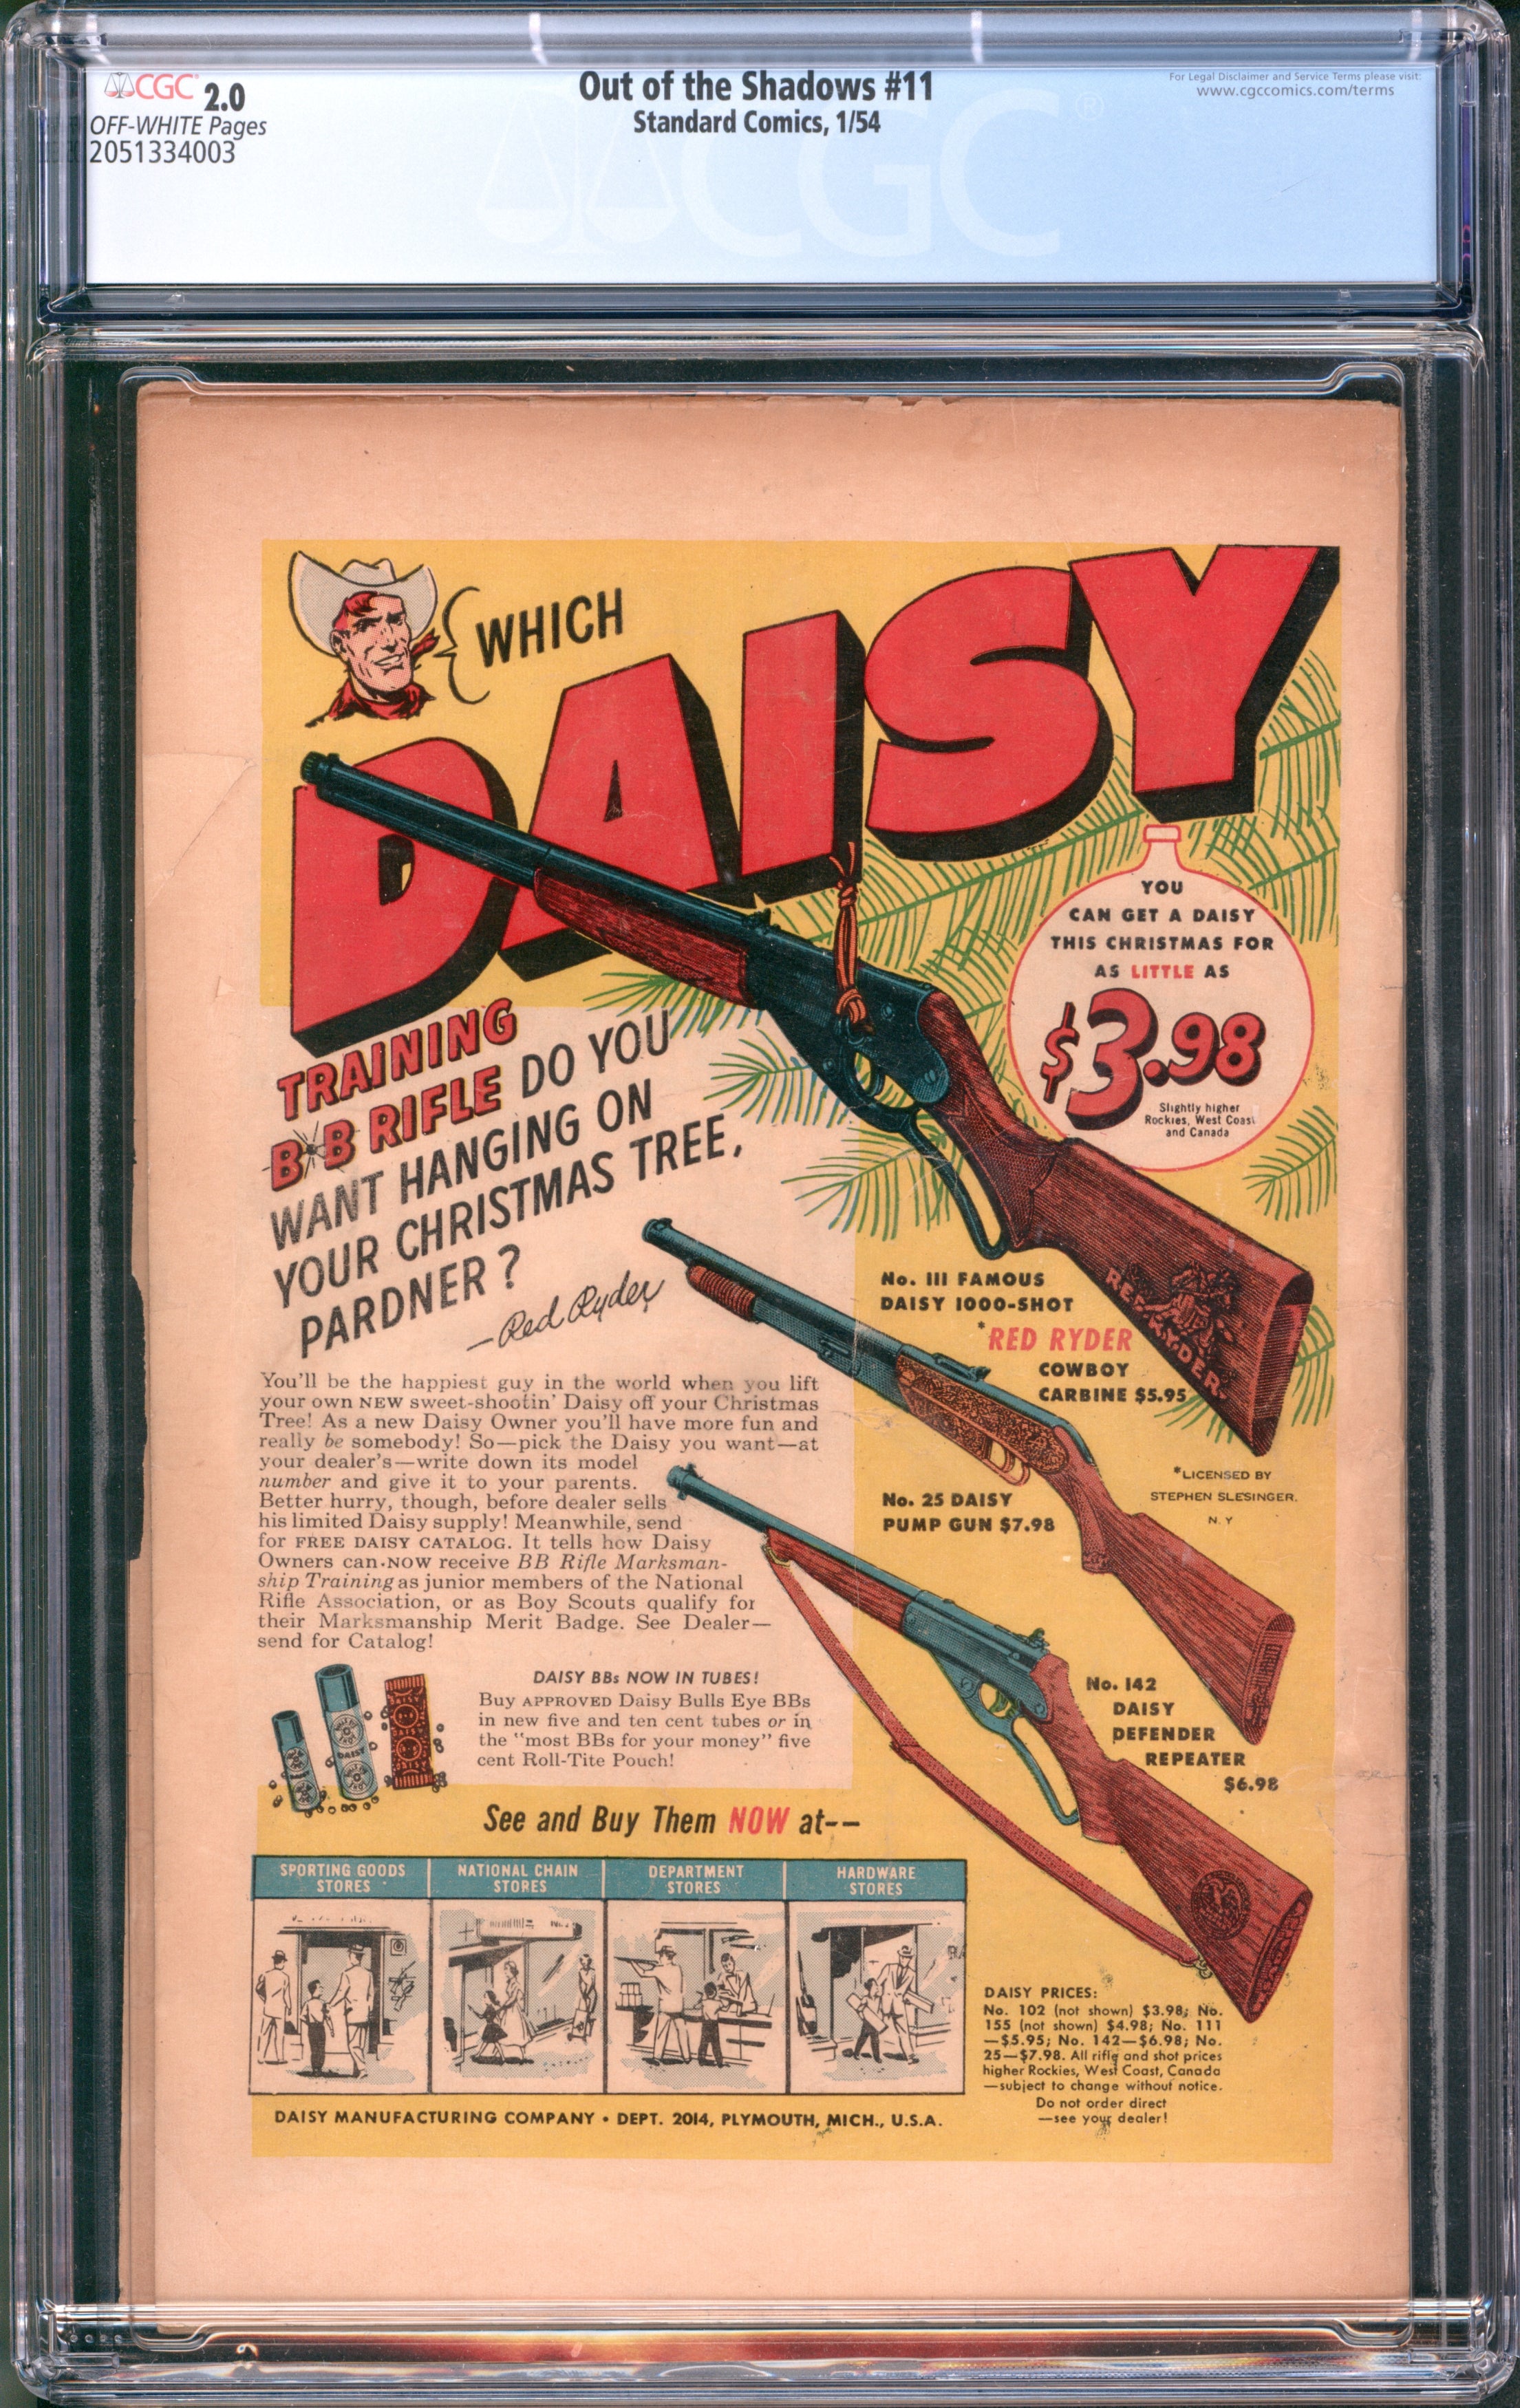 CGC® 2.0
OFF-WHITE Pages
2051334003
Out of the Shadows #11
Standard Comics, 1/54
For Legal Disclaimer and Service Terms please visit:
www.cgccomics.com/terms
CGC®
WHICH
DAISY
TRAINING
B•B RIFLE DO YOU
WANT HANGING ON
YOUR CHRISTMAS TREE,
PARDNER?
—Red Ryder
YOU
CAN GET A DAISY
THIS CHRISTMAS FOR
AS LITTLE AS
$3.98
Slightly higher
Rockies, West Coast
and Canada
RED RYDER
No. 111 FAMOUS
DAISY 1000-SHOT
*RED RYDER
COWBOY
CARBINE $5.95
*LICENSED BY
STEPHEN SLESINGER.
N. Y
No. 25 DAISY
PUMP GUN $7.98
No. 142
DAISY
DEFENDER
REPEATER
$6.98
You'll be the happiest guy in the world when you lift
your own NEW sweet-shootin' Daisy off your Christmas
Tree! As a new Daisy Owner you'll have more fun and
really be somebody! So—pick the Daisy you want—at
your dealer's—write down its model
number and give it to your parents.
Better hurry, though, before dealer sells
his limited Daisy supply! Meanwhile, send
for FREE DAISY CATALOG. It tells how Daisy
Owners can NOW receive BB Rifle Marksman-
ship Training as junior members of the National
Rifle Association, or as Boy Scouts qualify for
their Marksmanship Merit Badge. See Dealer—
send for Catalog!
DAISY BBs NOW IN TUBES!
Buy APPROVED Daisy Bulls Eye BBs
in new five and ten cent tubes or in
the "most BBs for your money" five
cent Roll-Tite Pouch!
DAISY
See and Buy Them NOW at--
SPORTING GOODS
STORES
NATIONAL CHAIN
STORES
DEPARTMENT
STORES
HARDWARE
STORES
DAISY PRICES:
No. 102 (not shown) $3.98; No.
155 (not shown) $4.98; No. 111
—$5.95; No. 142—$6.98; No.
25—$7.98. All rifle and shot prices
higher Rockies, West Coast, Canada
—subject to change without notice.
Do not order direct
—see your dealer!
DAISY MANUFACTURING COMPANY • DEPT. 2014, PLYMOUTH, MICH., U.S.A.